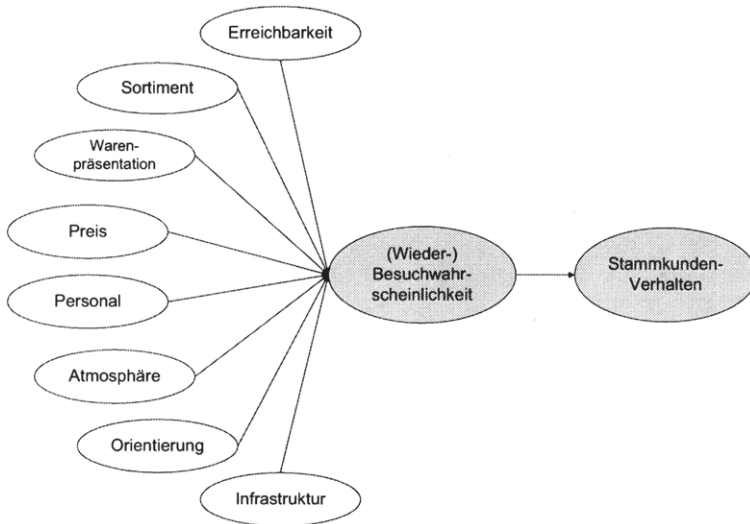 Erreichbarkeit
Sortiment
Waren-
präsentation
Preis
Personal
Atmosphäre
Orientierung
Infrastruktur
(Wieder-)
Besuchwahr-
scheinlichkeit
Stammkunden-
Verhalten